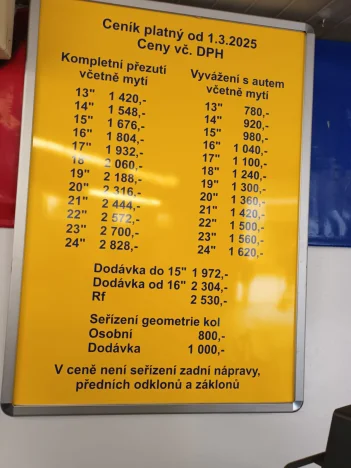 Ceník platný od 1.3.2025
Ceny vč. DPH
Kompletní přezutí
včetně mytí
13" 1 420,-
14" 1 548,-
15" 1 676,-
16" 1 804,-
17" 1 932,-
18" 2 060,-
19" 2 188,-
20" 2 316,-
21" 2 444,-
22" 2 572,-
23" 2 700,-
24" 2 828,-
Vyvážení s autem
včetně mytí
13" 780,-
14" 920,-
15" 980,-
16" 1 040,-
17" 1 100,-
18" 1 240,-
19" 1 300,-
20" 1 360,-
21" 1 420,-
22" 1 500,-
23" 1 560,-
24" 1 620,-
Dodávka do 15" 1 972,-
Dodávka od 16" 2 304,-
Rf 2 530,-
Seřízení geometrie kol
Osobní 800,-
Dodávka 1 000,-
V ceně není seřízení zadní nápravy,
předních odklonů a záklonů